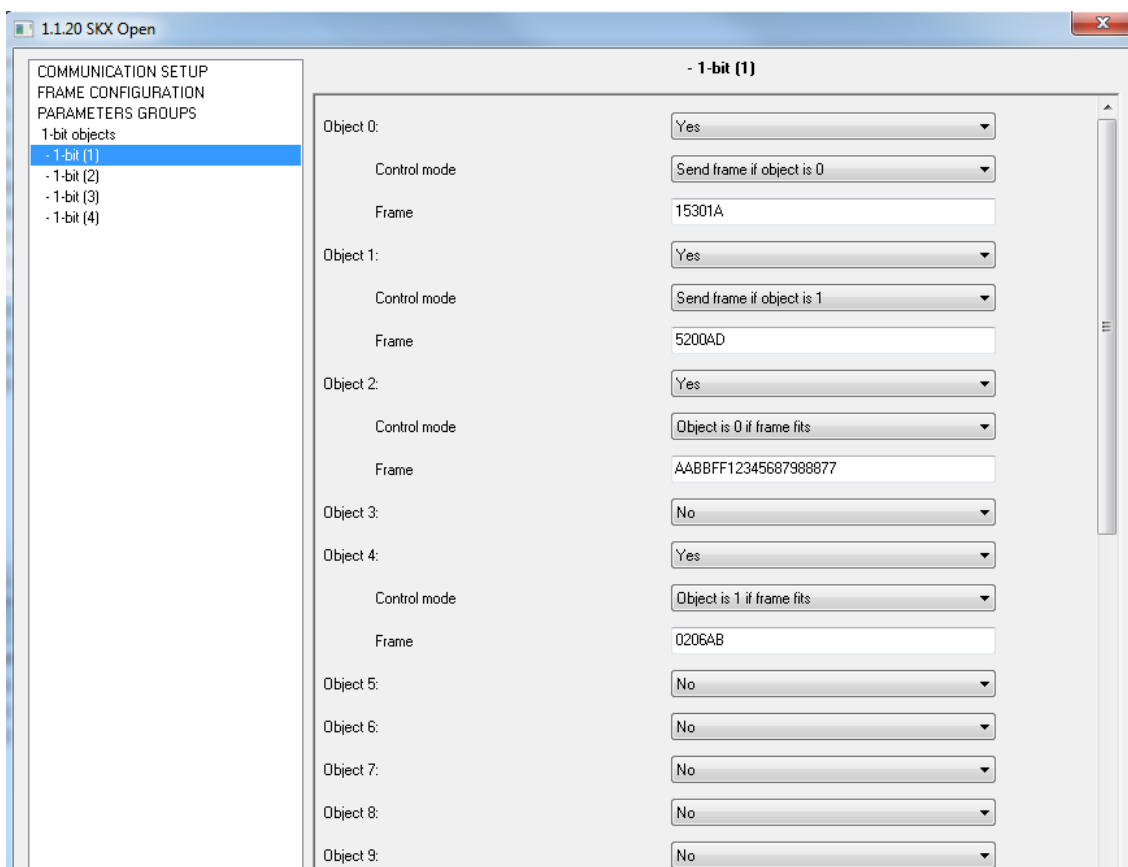 1.1.20 SKX Open
COMMUNICATION SETUP
FRAME CONFIGURATION
PARAMETERS GROUPS
1-bit objects
- 1-bit (1)
- 1-bit (2)
- 1-bit (3)
- 1-bit (4)
- 1-bit (1)
Object 0: Yes
Control mode Send frame if object is 0
Frame 15301A
Object 1: Yes
Control mode Send frame if object is 1
Frame 5200AD
Object 2: Yes
Control mode Object is 0 if frame fits
Frame AABBFF12345687988877
Object 3: No
Object 4: Yes
Control mode Object is 1 if frame fits
Frame 0206AB
Object 5: No
Object 6: No
Object 7: No
Object 8: No
Object 9: No